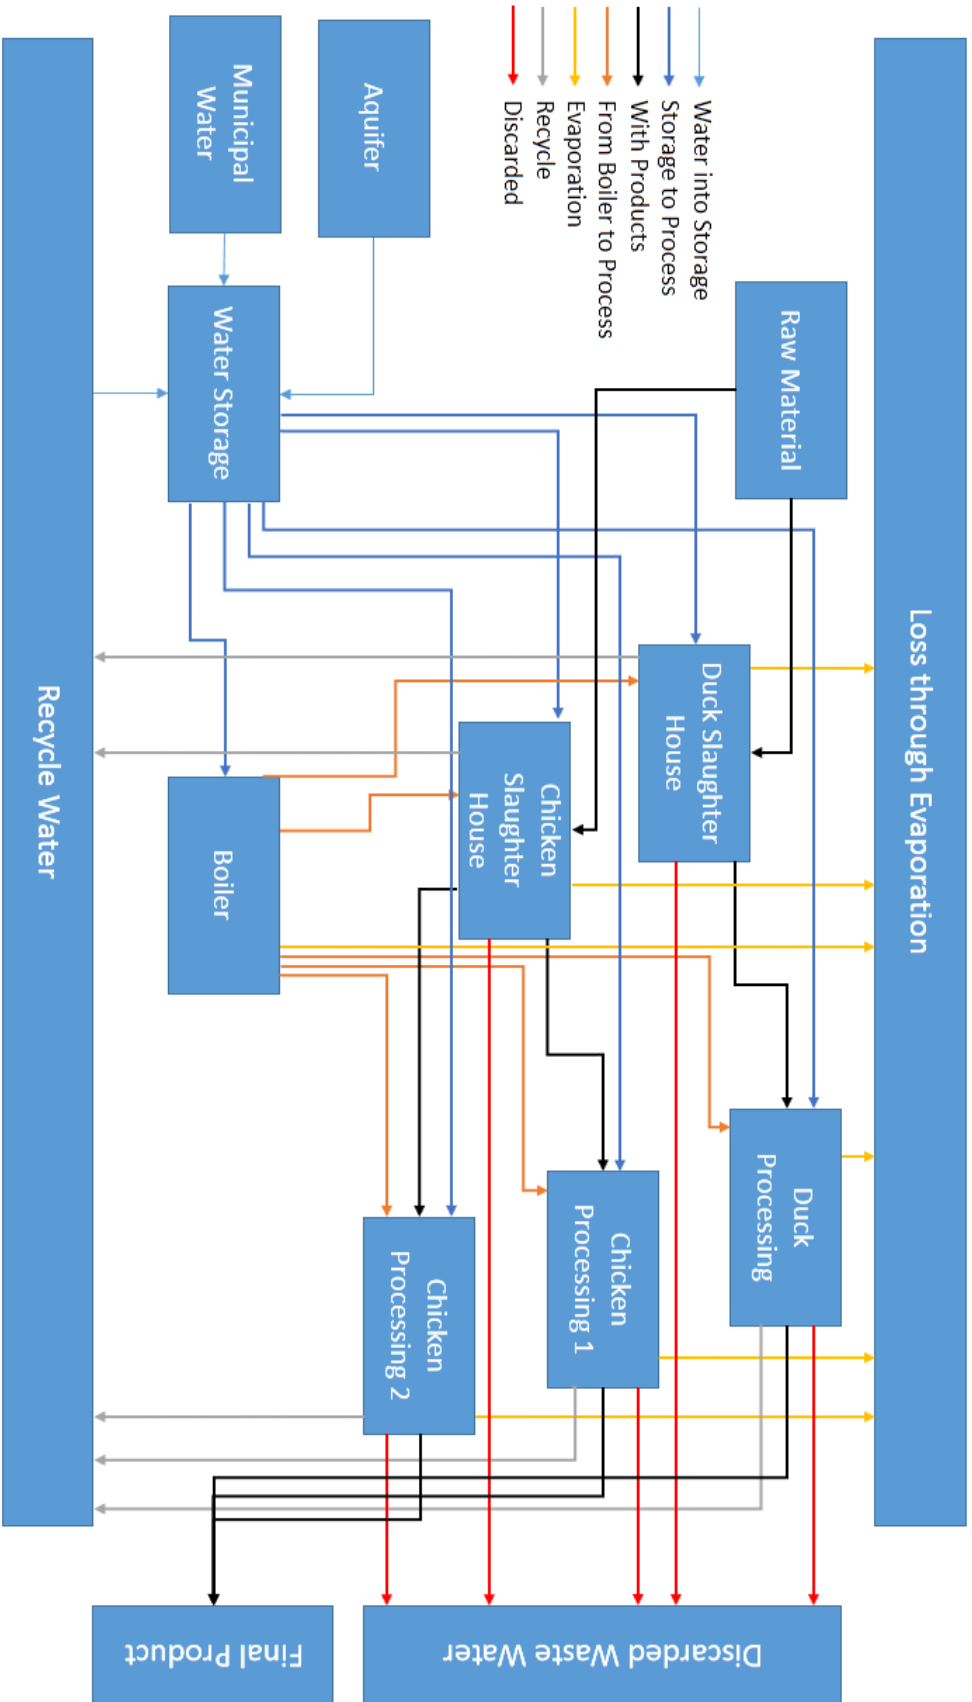 Loss through Evaporation
Raw Material
Water into Storage
Storage to Process
With Products
From Boiler to Process
Evaporation
Recycle
Discarded
Aquifer
Municipal
Water
Water Storage
Duck Slaughter
House
Chicken
Slaughter
House
Boiler
Duck
Processing
Chicken
Processing 1
Chicken
Processing 2
Discarded Waste Water
Final Product
Recycle Water